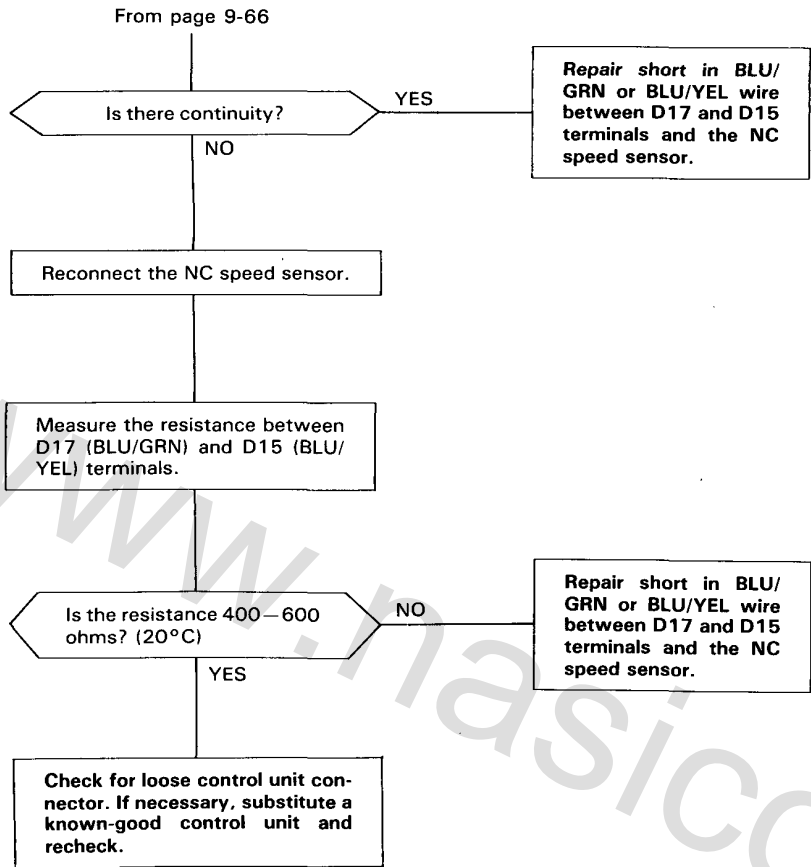 From page 9-66
Is there continuity?
YES
Repair short in BLU/
GRN or BLU/YEL wire
between D17 and D15
terminals and the NC
speed sensor.
NO
Reconnect the NC speed sensor.
Measure the resistance between
D17 (BLU/GRN) and D15 (BLU/
YEL) terminals.
Is the resistance 400—600
ohms? (20°C)
NO
Repair short in BLU/
GRN or BLU/YEL wire
between D17 and D15
terminals and the NC
speed sensor.
YES
Check for loose control unit con-
nector. If necessary, substitute a
known-good control unit and
recheck.
www.nasico